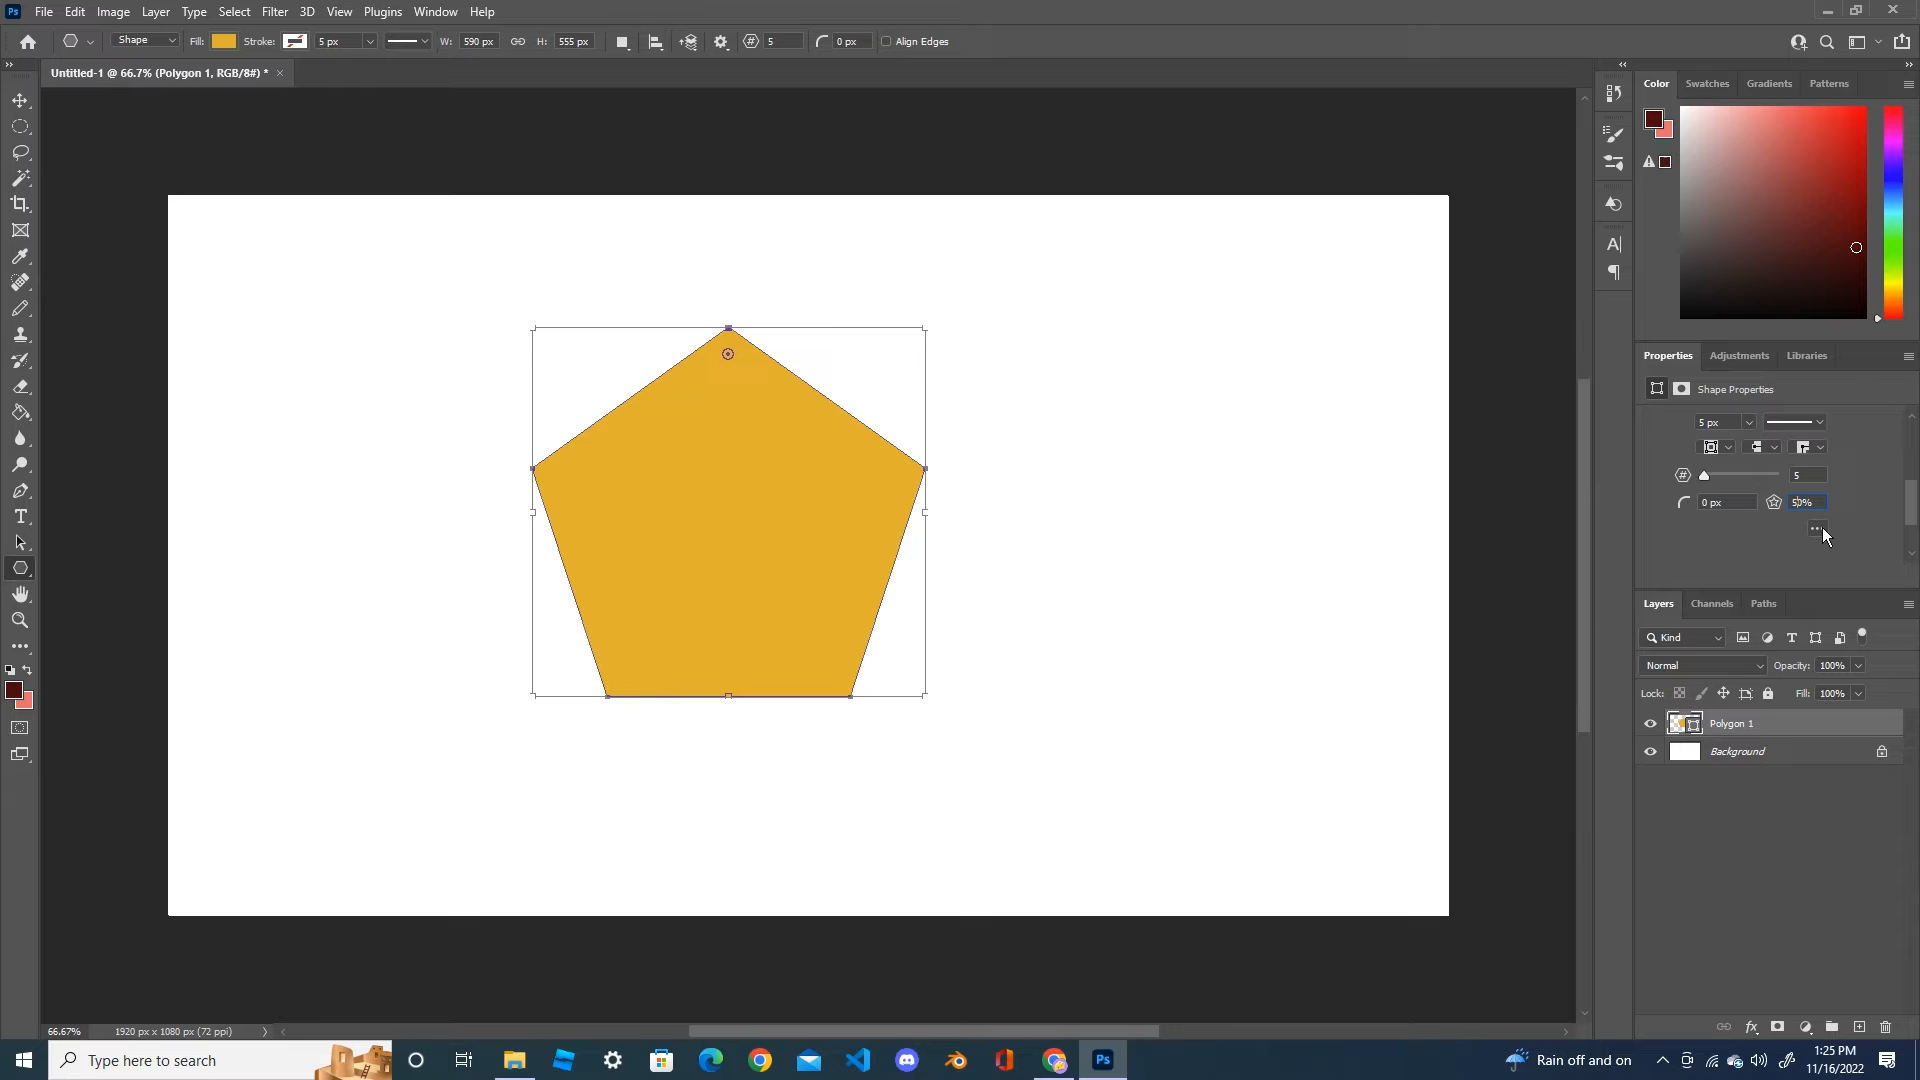 Ps File Edit Image Layer Type Select Filter 3D View Plugins Window Help
Shape Fill: Stroke: 5 px W: 590 px H: 555 px 5 0 px Align Edges
Untitled-1 @ 66.7% (Polygon 1, RGB/8#) * ×
Color Swatches Gradients Patterns
Properties Adjustments Libraries
Shape Properties
5 px
# 5
0 px 50%
Layers Channels Paths
Kind
Normal Opacity: 100%
Lock: Fill: 100%
Polygon 1
Background
66.67% 1920 px x 1080 px (72 ppi)
Type here to search
Ps
Rain off and on
1:25 PM
11/16/2022